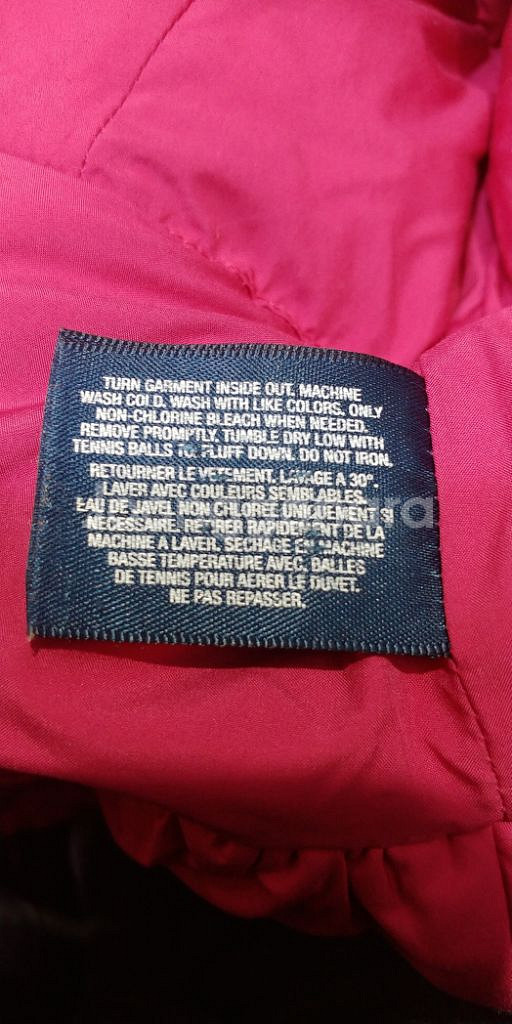 TURN GARMENT INSIDE OUT. MACHINE
WASH COLD. WASH WITH LIKE COLORS. ONLY
NON-CHLORINE BLEACH WHEN NEEDED.
REMOVE PROMPTLY. TUMBLE DRY LOW WITH
TENNIS BALLS TO FLUFF DOWN. DO NOT IRON.
RETOURNER LE VETEMENT. LAVAGE A 30°.
LAVER AVEC COULEURS SEMBLABLES.
EAU DE JAVEL NON CHLOREE UNIQUEMENT SI
NECESSAIRE. RETIRER RAPIDEMENT DE LA
MACHINE A LAVER. SECHAGE EN MACHINE
BASSE TEMPERATURE AVEC BALLES
DE TENNIS POUR AERER LE DUVET.
NE PAS REPASSER.